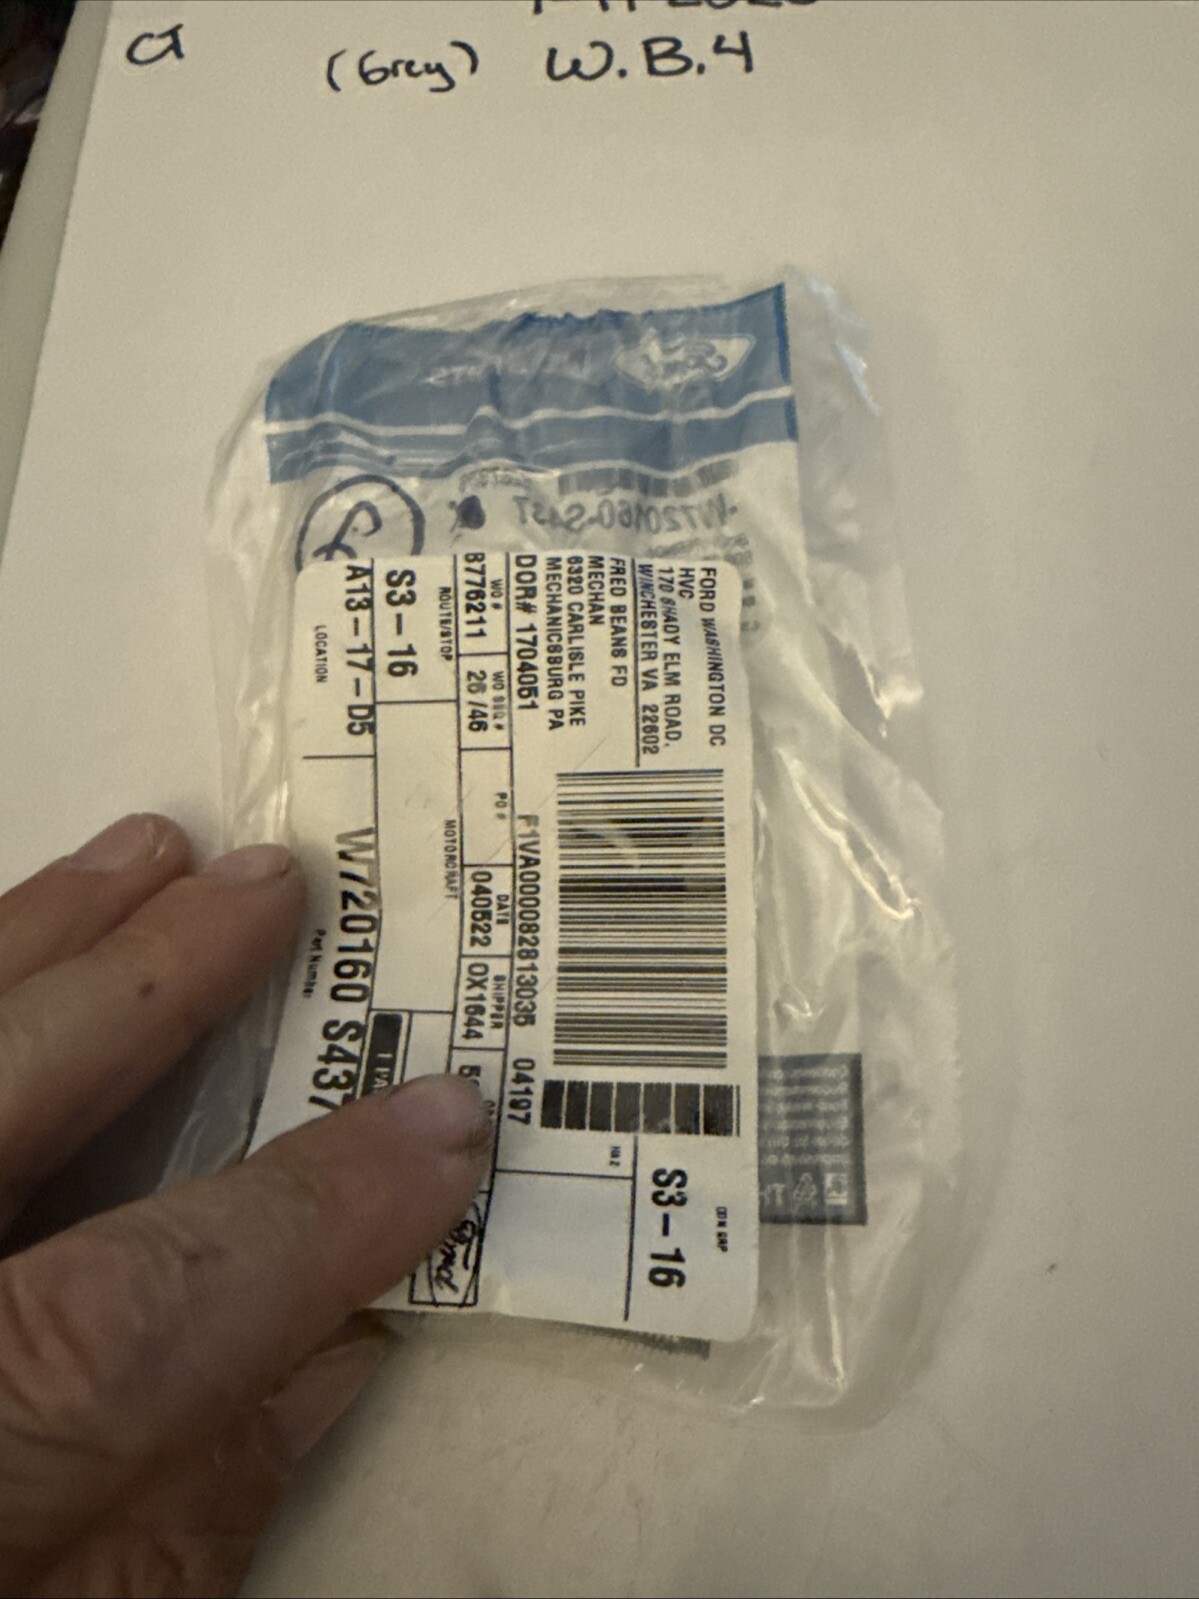 (Grey) W.B.4
FORD WASHINGTON DC
HVC
170 SHADY ELM ROAD.
WINCHESTER VA 22602
FRED BEANS FD
MECHAN
6320 CARLISLE PIKE
MECHANICSBURG PA
DOR# 1704051
F1VA000082813035 04197
CON GRP
S3-16
HAZ
WO #
B776211
WO SEQ #
26/46
PO #
DATE
040522
SHIPPER
OX1644
ROUTE/STOP
S3-16
MOTORCRAFT
Ford
A13-17-D5
LOCATION
W720160 S437
Part Number
W720160-S437